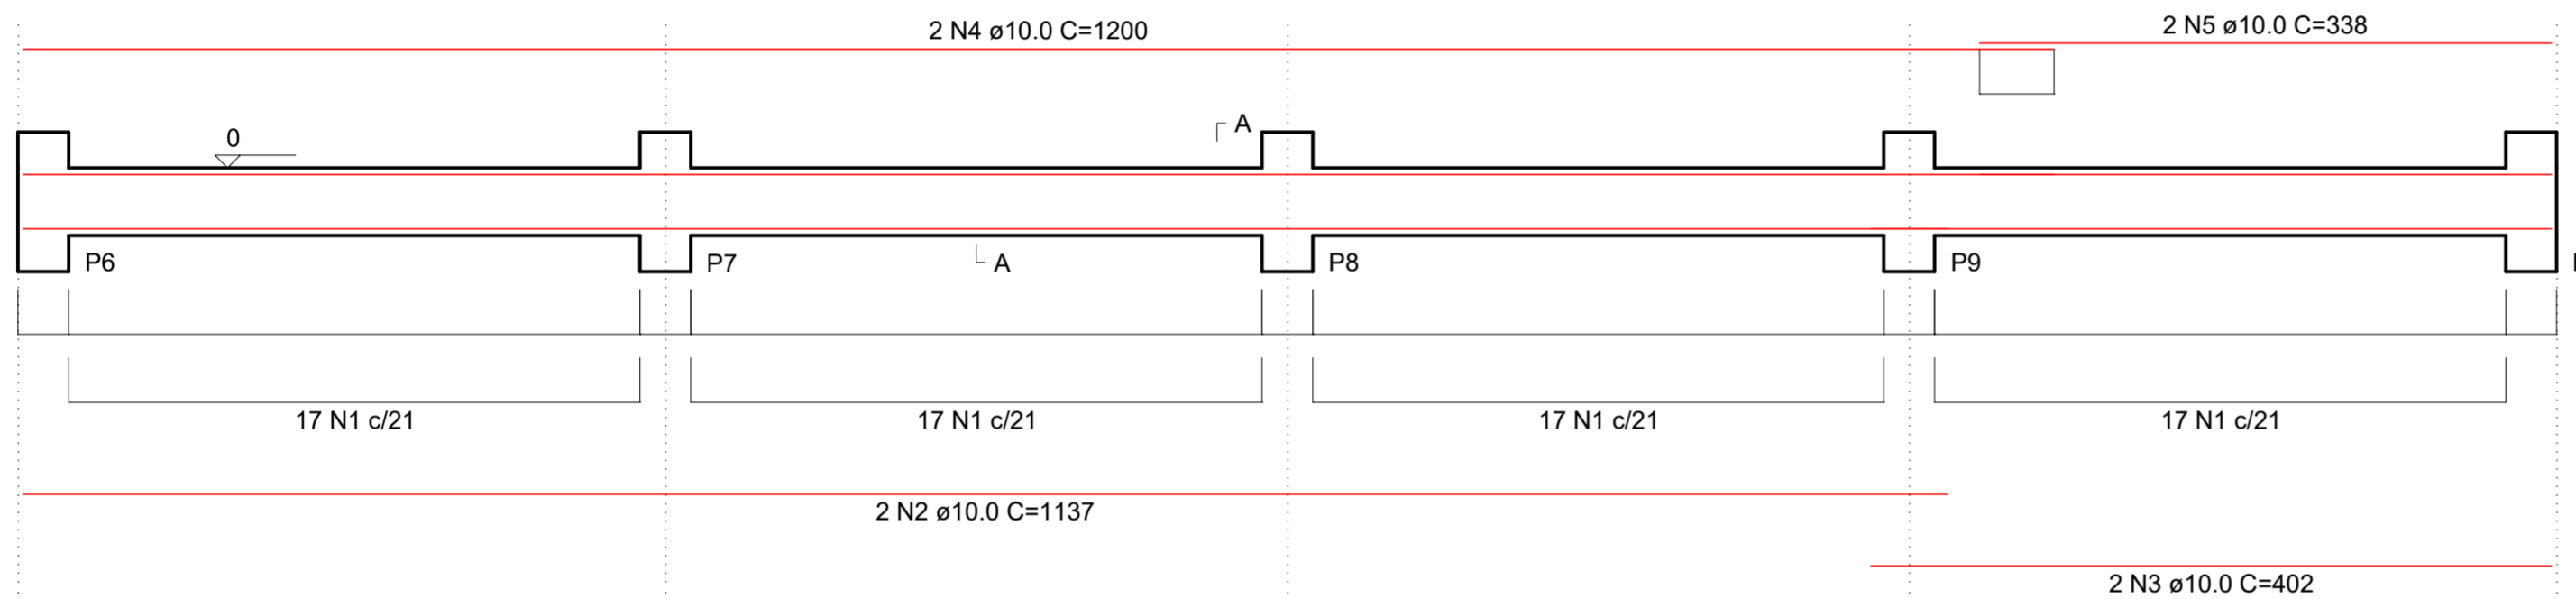 2 N4 ø10.0 C=1200
2 N5 ø10.0 C=338
0
A
P6
P7
A
P8
P9
17 N1 c/21
17 N1 c/21
17 N1 c/21
17 N1 c/21
2 N2 ø10.0 C=1137
2 N3 ø10.0 C=402